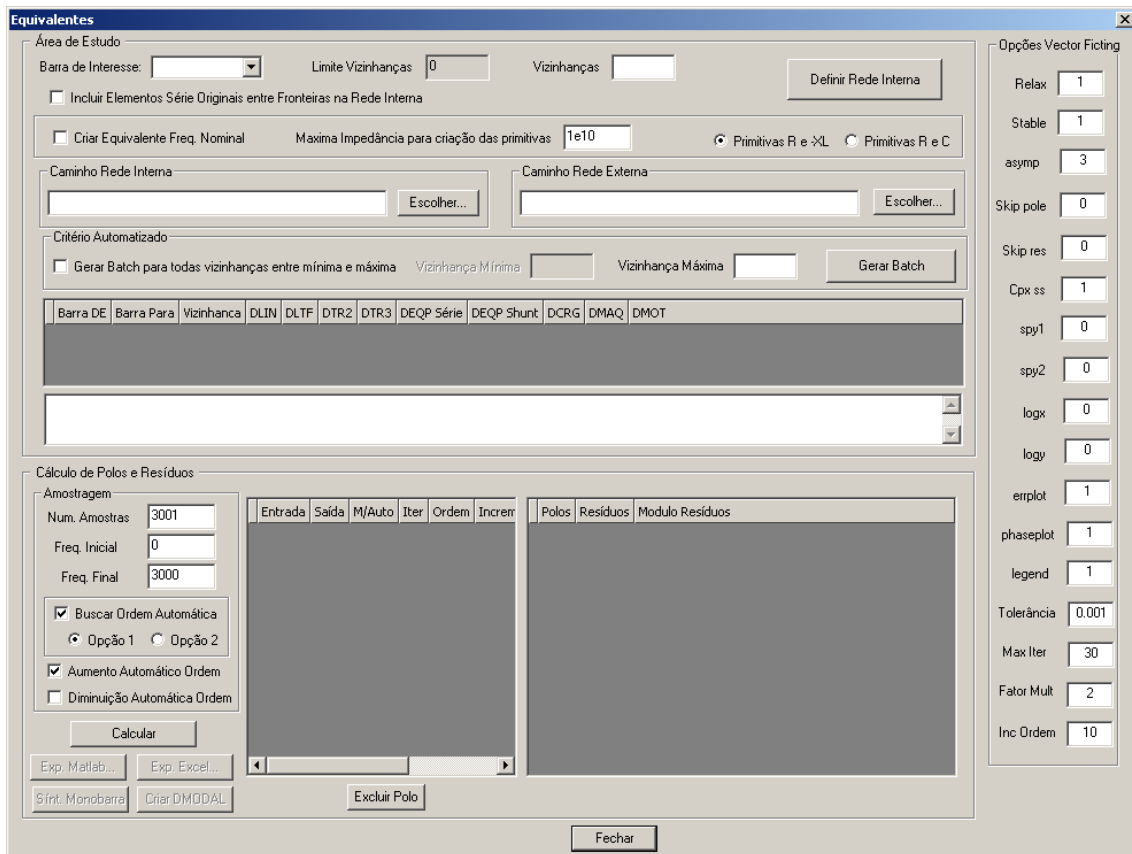 Equivalentes
Área de Estudo
Barra de Interesse:
Limite Vizinhanças 0
Vizinhanças
Definir Rede Interna
Incluir Elementos Série Originais entre Fronteiras na Rede Interna
Criar Equivalente Freq. Nominal
Maxima Impedância para criação das primitivas 1e10
Primitivas R e -XL
Primitivas R e C
Caminho Rede Interna
Escolher...
Caminho Rede Externa
Escolher...
Critério Automatizado
Gerar Batch para todas vizinhanças entre mínima e máxima
Vizinhança Mínima
Vizinhança Máxima
Gerar Batch
Barra DE Barra Para Vizinhanca DLIN DLTF DTR2 DTR3 DEQP Série DEQP Shunt DCRG DMAQ DMOT
Cálculo de Polos e Resíduos
Amostragem
Num. Amostras 3001
Freq. Inicial 0
Freq. Final 3000
Buscar Ordem Automática
Opção 1 Opção 2
Aumento Automático Ordem
Diminuição Automática Ordem
Calcular
Exp. Matlab... Exp. Excel...
Sínt. Monobarra Criar DMODAL
Entrada Saída M/Auto Iter Ordem Increm
Excluir Polo
Polos Resíduos Modulo Resíduos
Fechar
Opções Vector Ficting
Relax 1
Stable 1
asymp 3
Skip pole 0
Skip res 0
Cpx ss 1
spy1 0
spy2 0
logx 0
logy 0
errplot 1
phaseplot 1
legend 1
Tolerância 0.001
Max Iter 30
Fator Mult 2
Inc Ordem 10